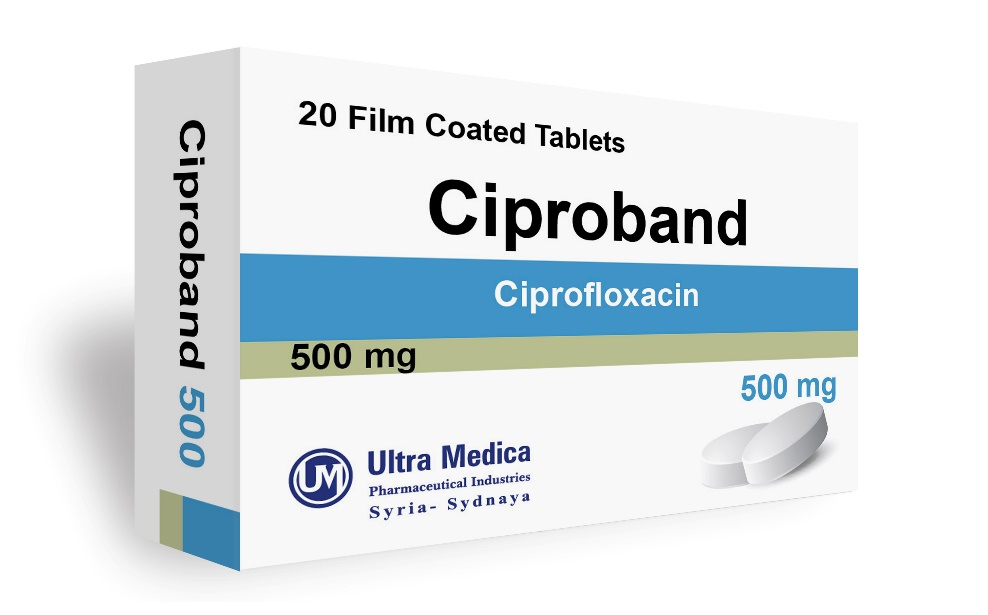 20 Film Coated Tablets
Ciproband
Ciprofloxacin
500 mg
500 mg
UM
Ultra Medica
Pharmaceutical Industries
Syria- Sydnaya
Ciproband 500